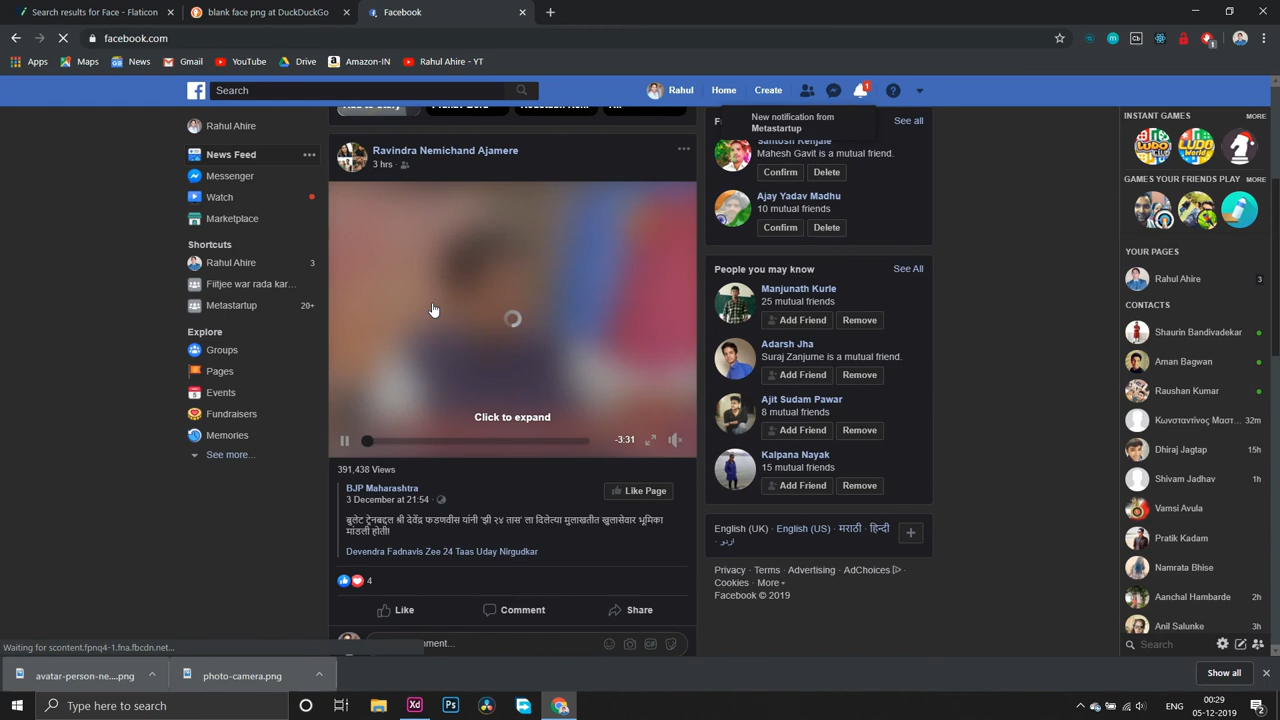 Search results for Face - Flaticon
blank face png at DuckDuckGo
Facebook
facebook.com
Apps
Maps
News
Gmail
YouTube
Drive
Amazon-IN
Rahul Ahire - YT
Search
Rahul
Home
Create
1
New notification from
Metastartup
Rahul Ahire
News Feed
Messenger
Watch
Marketplace
Shortcuts
Rahul Ahire 3
Fiitjee war rada kar...
Metastartup 20+
Explore
Groups
Pages
Events
Fundraisers
Memories
See more...
Ravindra Nemichand Ajamere
3 hrs
Click to expand
-3:31
391,438 Views
BJP Maharashtra
3 December at 21:54
Like Page
बुलेट ट्रेनबद्दल श्री देवेंद्र फडणवीस यांनी 'झी २४ तास' ला दिलेल्या मुलाखतीत खुलासेवार भूमिका
मांडली होती!
Devendra Fadnavis Zee 24 Taas Uday Nirgudkar
4
Like Comment Share
See all
Santosh Renjale
Mahesh Gavit is a mutual friend.
Confirm Delete
Ajay Yadav Madhu
10 mutual friends
Confirm Delete
People you may know See All
Manjunath Kurle
25 mutual friends
Add Friend Remove
Adarsh Jha
Suraj Zanjurne is a mutual friend.
Add Friend Remove
Ajit Sudam Pawar
8 mutual friends
Add Friend Remove
Kalpana Nayak
15 mutual friends
Add Friend Remove
English (UK) · English (US) · मराठी · हिन्दी
· اردو
Privacy · Terms · Advertising · AdChoices
Cookies · More
Facebook © 2019
INSTANT GAMES MORE
GAMES YOUR FRIENDS PLAY MORE
YOUR PAGES
Rahul Ahire 3
CONTACTS
Shaurin Bandivadekar
Aman Bagwan
Raushan Kumar
Κωνσταντίνος Μαστ... 32m
Dhiraj Jagtap 15h
Shivam Jadhav 1h
Vamsi Avula
Pratik Kadam
Namrata Bhise
Aanchal Hambarde 2h
Anil Salunke 3h
Search
Waiting for scontent.fpnq4-1.fna.fbcdn.net...
avatar-person-ne....png
photo-camera.png
Show all
Type here to search
ENG
00:29
05-12-2019
2